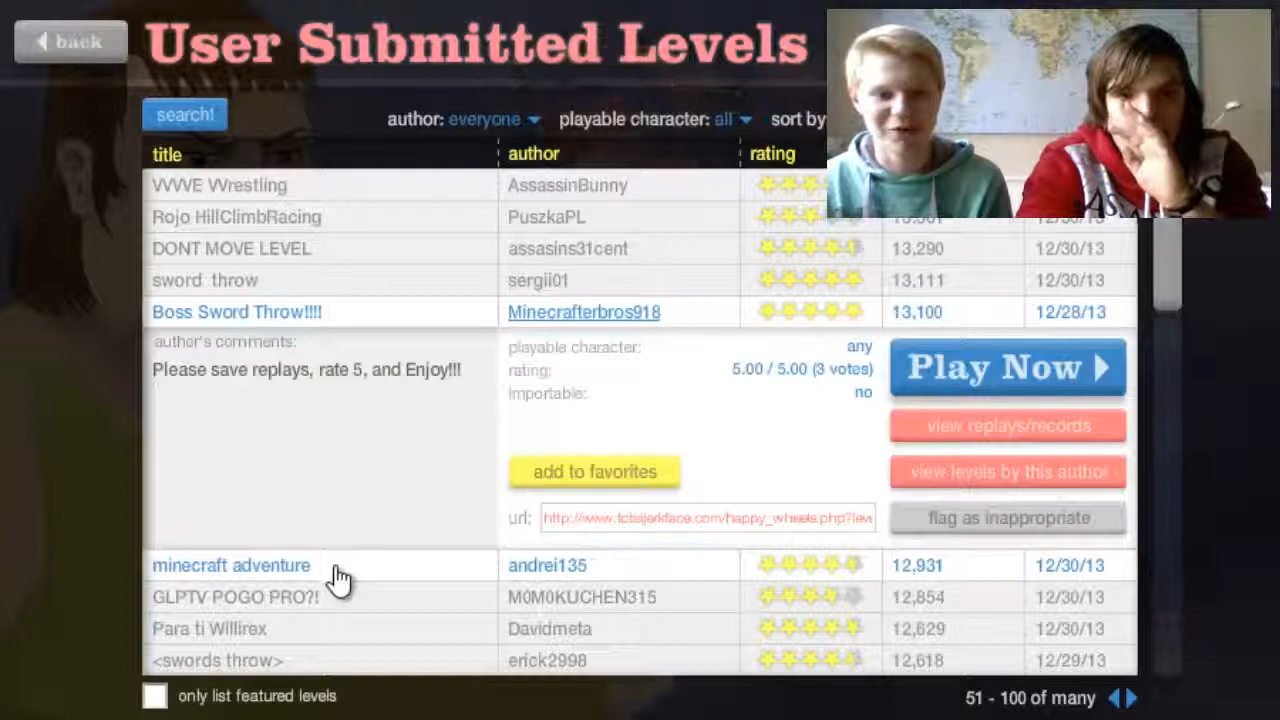 back
User Submitted Levels
search!
author: everyone playable character: all sort by
title author rating
VVVVE VVrestling AssassinBunny
Rojo HillClimbRacing PuszkaPL 12/30/13
DONT MOVE LEVEL assasins31cent 13,290 12/30/13
sword throw sergii01 13,111 12/30/13
Boss Sword Throw!!!! Minecrafterbros918 13,100 12/28/13
author's comments:
Please save replays, rate 5, and Enjoy!!!
playable character: any
rating: 5.00 / 5.00 (3 votes)
Importable: no
Play Now
view replays/records
add to favorites
view levels by this author
url: http://www.totaljerkface.com/happy_wheels.php?leve
flag as inappropriate
minecraft adventure andrei135 12,931 12/30/13
GLPTV POGO PRO?! M0M0KUCHEN315 12,854 12/30/13
Para ti Willirex Davidmeta 12,629 12/30/13
<swords throw> erick2998 12,618 12/29/13
only list featured levels
51 - 100 of many